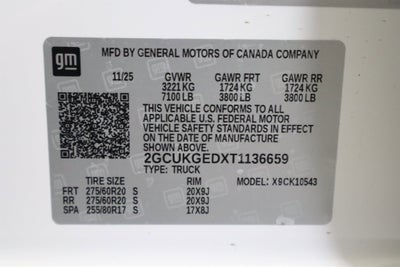 gm
MFD BY GENERAL MOTORS OF CANADA COMPANY
11/25 GVWR GAWR FRT GAWR RR
3221 KG 1724 KG 1724 KG
7100 LB 3800 LB 3800 LB
THIS VEHICLE CONFORMS TO ALL
APPLICABLE U.S. FEDERAL MOTOR
VEHICLE SAFETY STANDARDS IN EFFECT
ON THE DATE OF MANUFACTURE
SHOWN ABOVE.
2GCUKGEDXT1136659
TYPE: TRUCK MODEL: X9CK10543
TIRE SIZE RIM
FRT 275/60R20 S 20X9J
RR 275/60R20 S 20X9J
SPA 255/80R17 S 17X8J